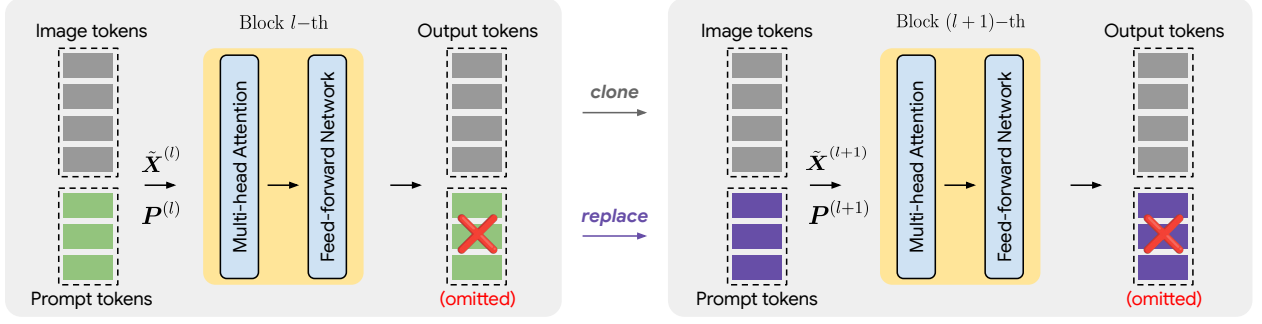 Block l−th
Image tokens
Output tokens
Multi-head Attention
Feed-forward Network
X̃^(l)
P^(l)
Prompt tokens
(omitted)
clone
replace
Block (l + 1)−th
Image tokens
Output tokens
Multi-head Attention
Feed-forward Network
X̃^(l+1)
P^(l+1)
Prompt tokens
(omitted)